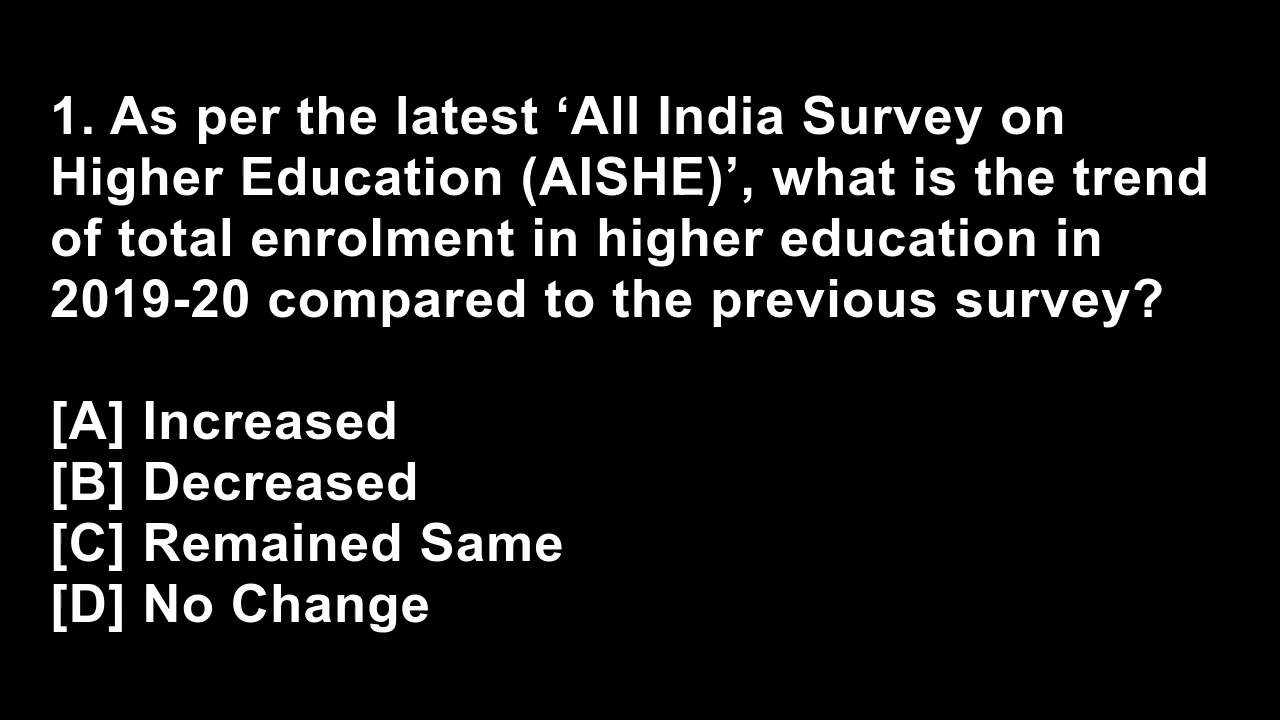 1. As per the latest ‘All India Survey on
Higher Education (AISHE)’, what is the trend
of total enrolment in higher education in
2019-20 compared to the previous survey?
[A] Increased
[B] Decreased
[C] Remained Same
[D] No Change